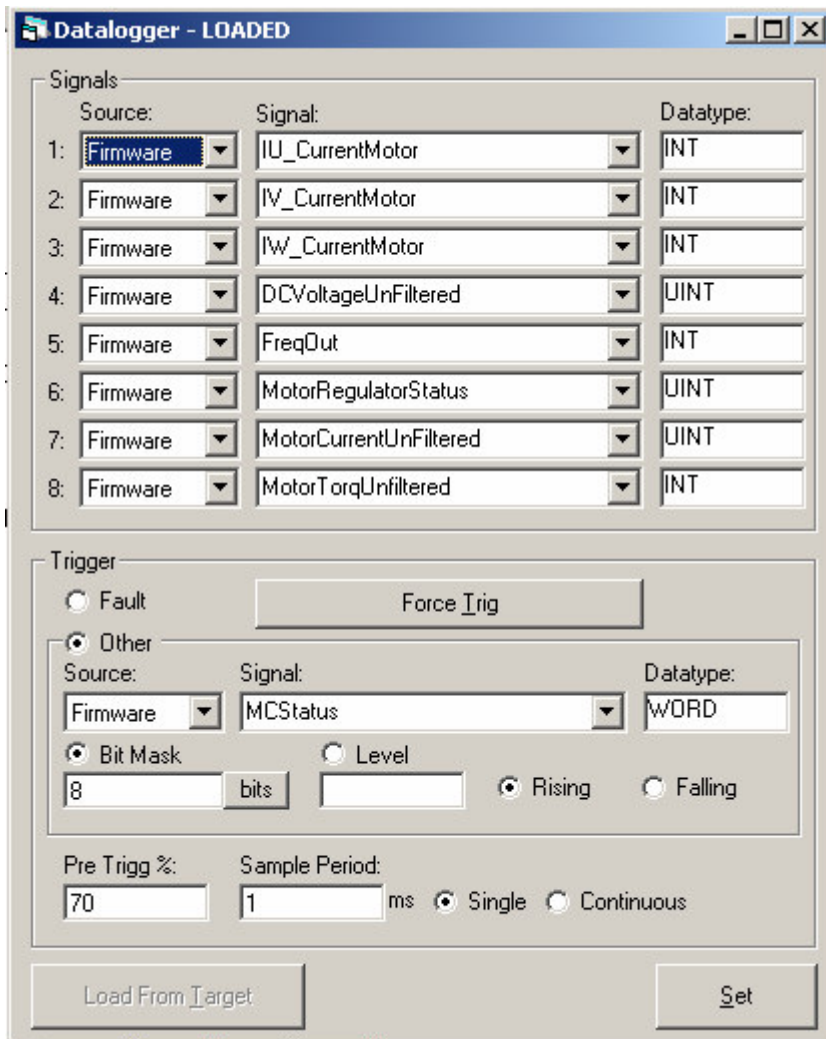 Datalogger - LOADED
Signals
Source: Signal: Datatype:
1: Firmware IU_CurrentMotor INT
2: Firmware IV_CurrentMotor INT
3: Firmware IW_CurrentMotor INT
4: Firmware DCVoltageUnFiltered UINT
5: Firmware FreqOut INT
6: Firmware MotorRegulatorStatus UINT
7: Firmware MotorCurrentUnFiltered UINT
8: Firmware MotorTorqUnfiltered INT
Trigger
Fault Force Trig
Other
Source: Signal: Datatype:
Firmware MCStatus WORD
Bit Mask Level
8 bits Rising Falling
Pre Trigg %: Sample Period:
70 1 ms Single Continuous
Load From Target Set